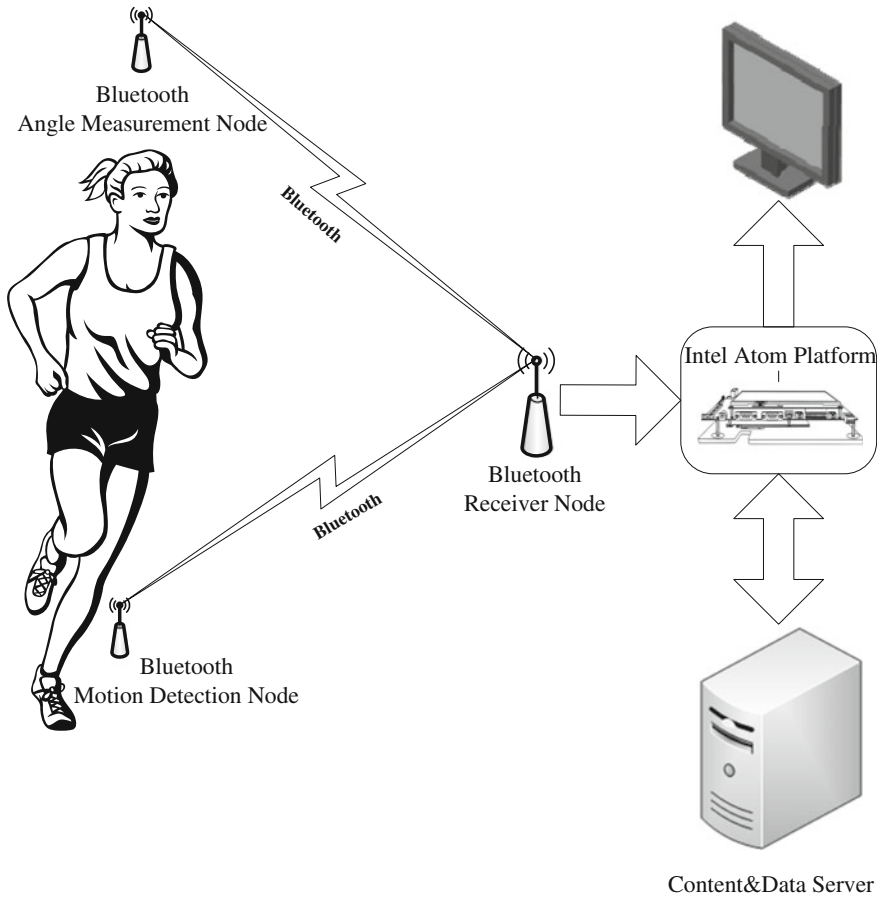 Bluetooth
Angle Measurement Node
Bluetooth
Intel Atom Platform
Bluetooth
Receiver Node
Bluetooth
Bluetooth
Motion Detection Node
Content&Data Server